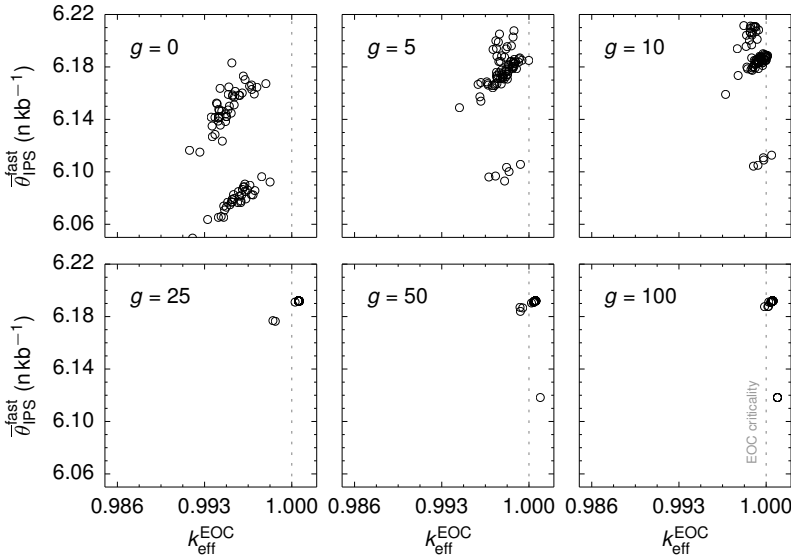 6.22
6.18
6.14
6.10
6.06
θ̅_IPS^fast (n kb⁻¹)
g = 0
g = 5
g = 10
6.22
6.18
6.14
6.10
6.06
θ̅_IPS^fast (n kb⁻¹)
g = 25
g = 50
g = 100
EOC criticality
0.986 0.993 1.000 0.986 0.993 1.000 0.986 0.993 1.000
k_eff^EOC k_eff^EOC k_eff^EOC